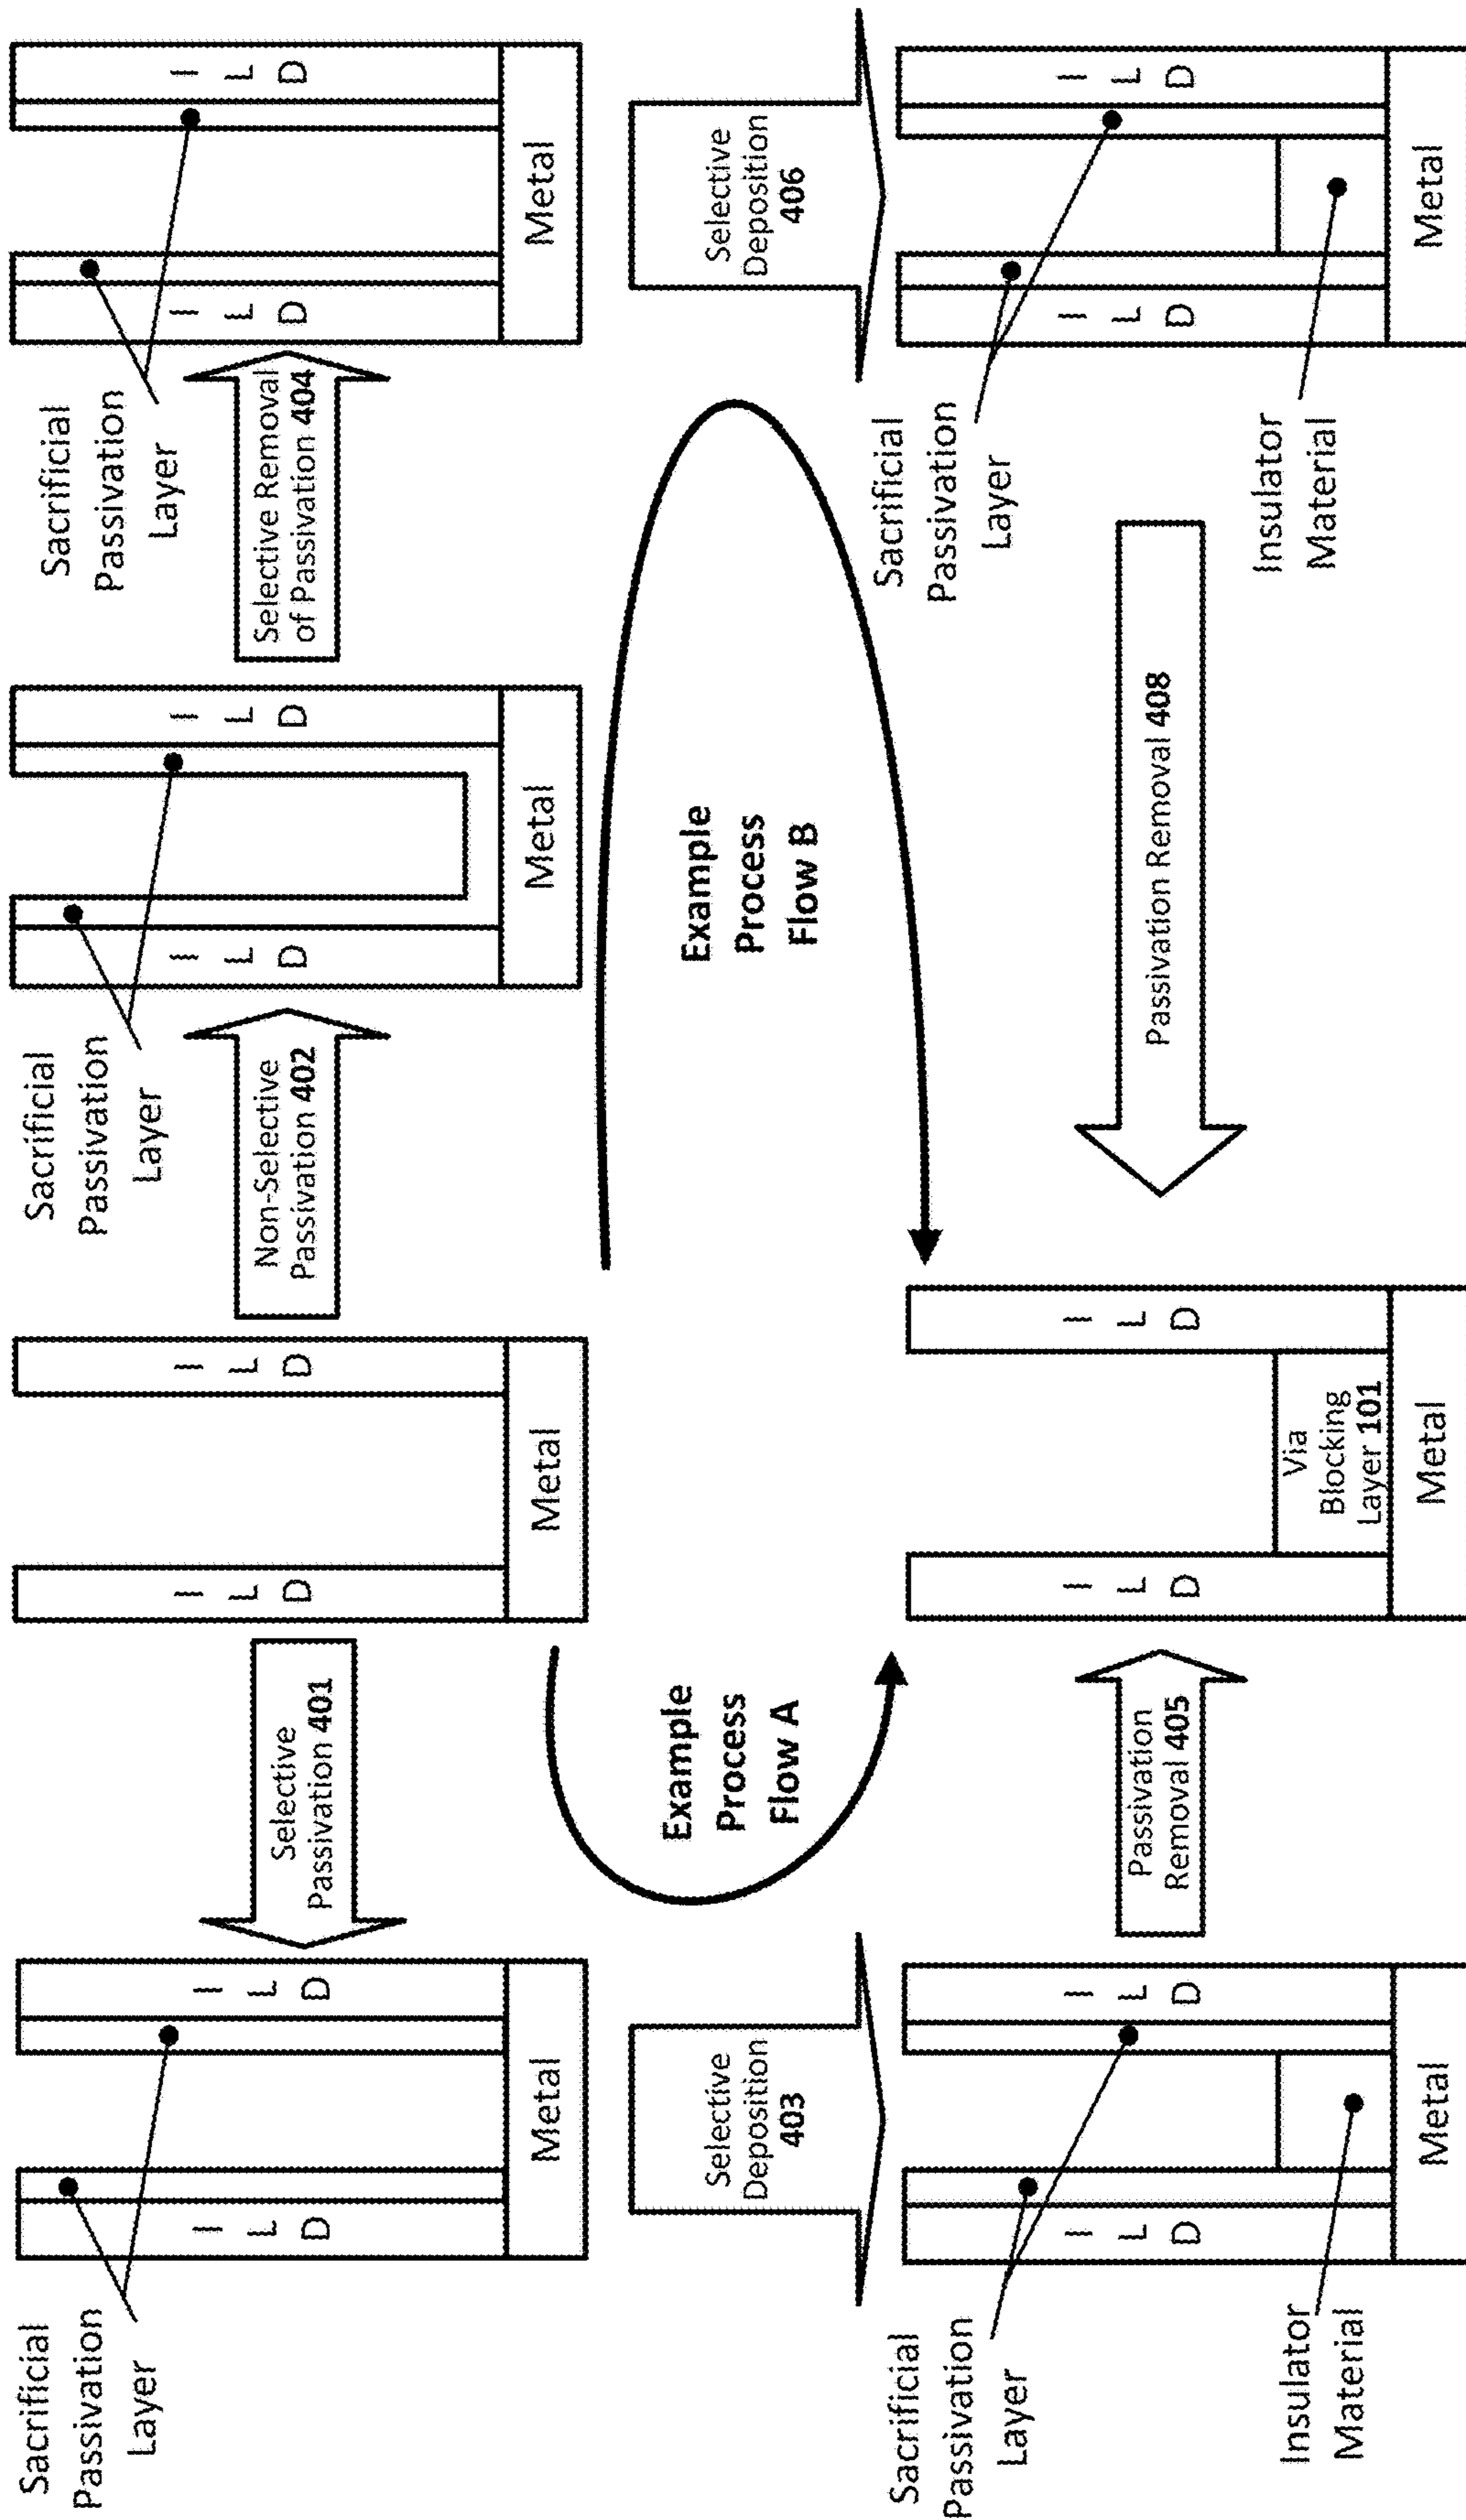 Sacrificial
Passivation
Layer
I
L
D
I
L
D
Metal
Selective
Passivation 401
I
L
D
I
L
D
Metal
Non-Selective
Passivation 402
Sacrificial
Passivation
Layer
I
L
D
I
L
D
Metal
Selective Removal
of Passivation 404
Sacrificial
Passivation
Layer
I
L
D
I
L
D
Metal
Selective
Deposition
403
Example
Process
Flow A
Example
Process
Flow B
Selective
Deposition
406
Sacrificial
Passivation
Layer
Insulator
Material
I
L
D
I
L
D
Metal
Passivation
Removal 405
I
L
D
Via
Blocking
Layer 101
I
L
D
Metal
Passivation Removal 408
Sacrificial
Passivation
Layer
Insulator
Material
I
L
D
I
L
D
Metal